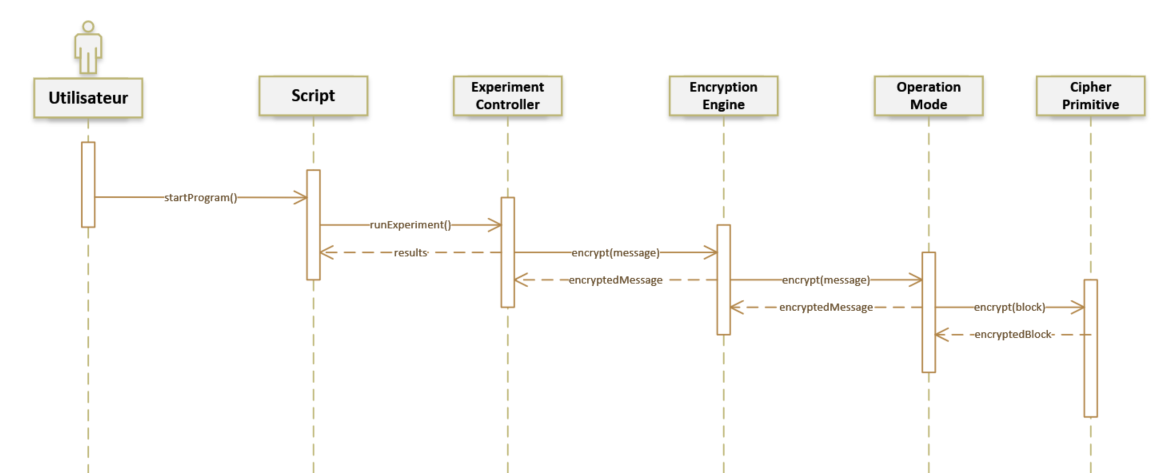 Utilisateur
Script
Experiment
Controller
Encryption
Engine
Operation
Mode
Cipher
Primitive
startProgram()
runExperiment()
results
encrypt(message)
encryptedMessage
encrypt(message)
encryptedMessage
encrypt(block)
encryptedBlock